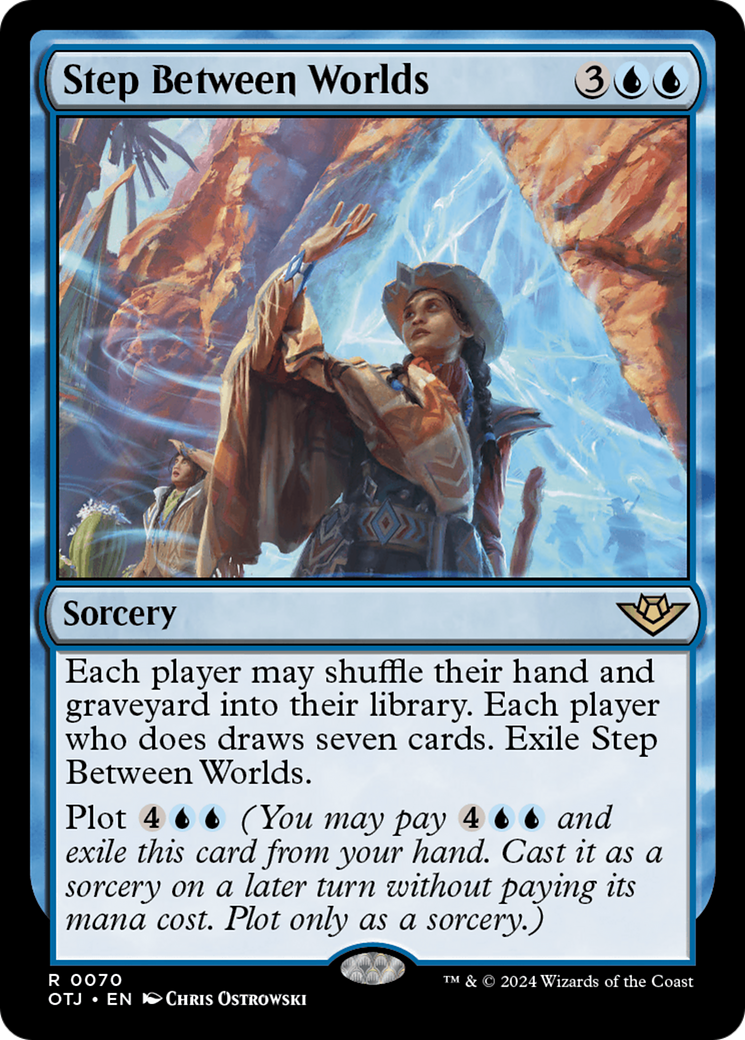 Step Between Worlds 3
Sorcery
Each player may shuffle their hand and
graveyard into their library. Each player
who does draws seven cards. Exile Step
Between Worlds.
Plot 4 (You may pay 4 and
exile this card from your hand. Cast it as a
sorcery on a later turn without paying its
mana cost. Plot only as a sorcery.)
R 0070
OTJ • EN Chris Ostrowski
™ & © 2024 Wizards of the Coast